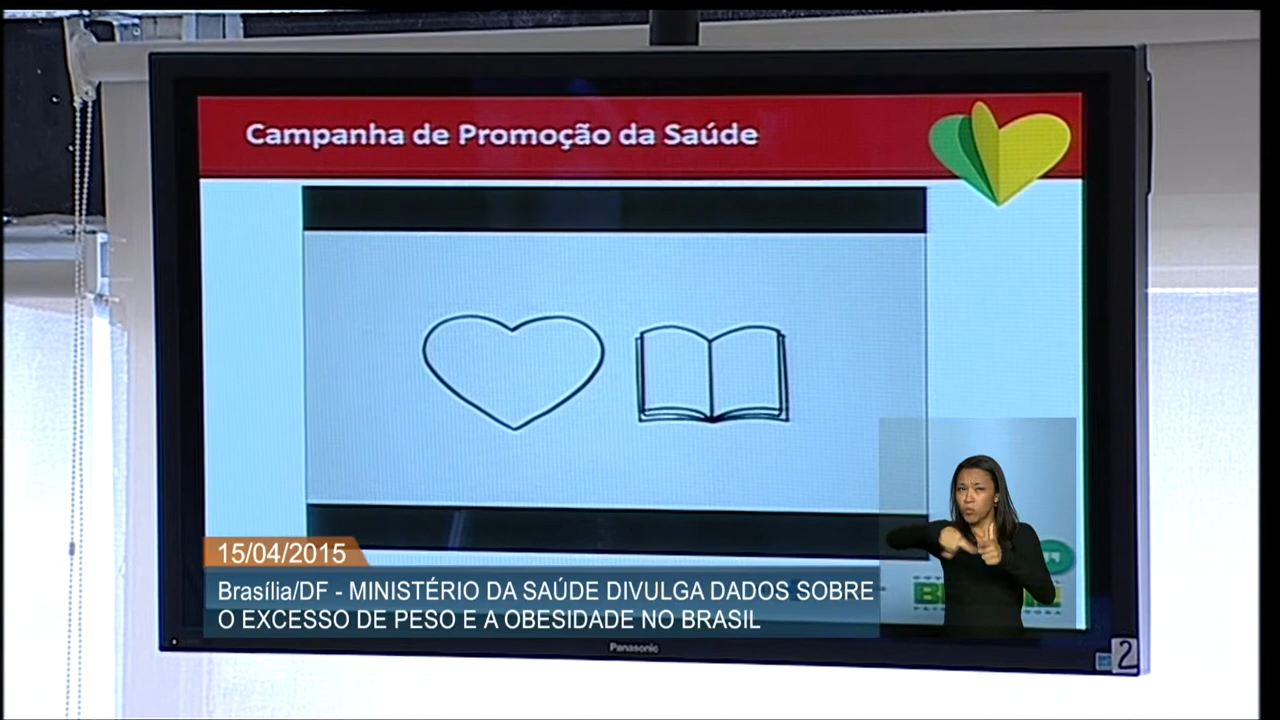 Campanha de Promoção da Saúde
15/04/2015
Brasília/DF - MINISTÉRIO DA SAÚDE DIVULGA DADOS SOBRE
O EXCESSO DE PESO E A OBESIDADE NO BRASIL
Panasonic
2